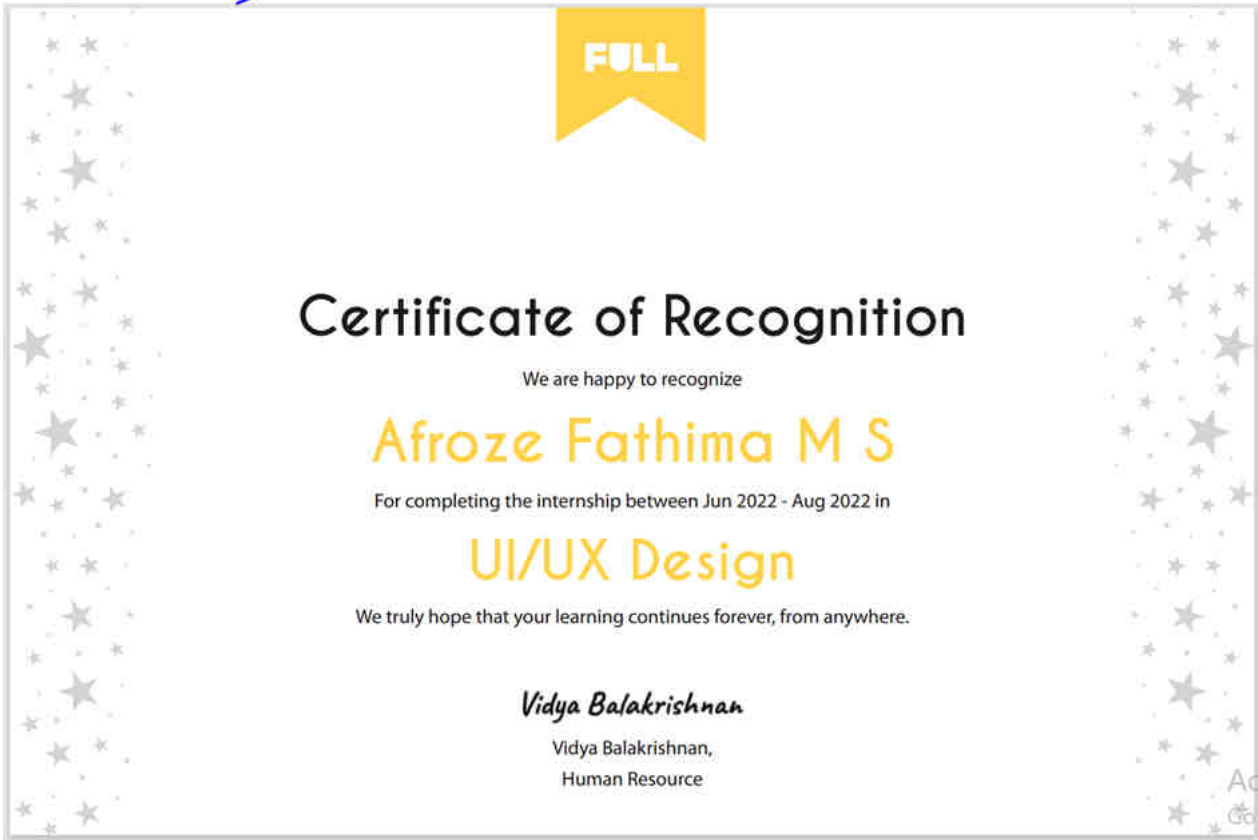 FULL
Certificate of Recognition
We are happy to recognize
Afroze Fathima M S
For completing the internship between Jun 2022 - Aug 2022 in
UI/UX Design
We truly hope that your learning continues forever, from anywhere.
Vidya Balakrishnan
Vidya Balakrishnan,
Human Resource